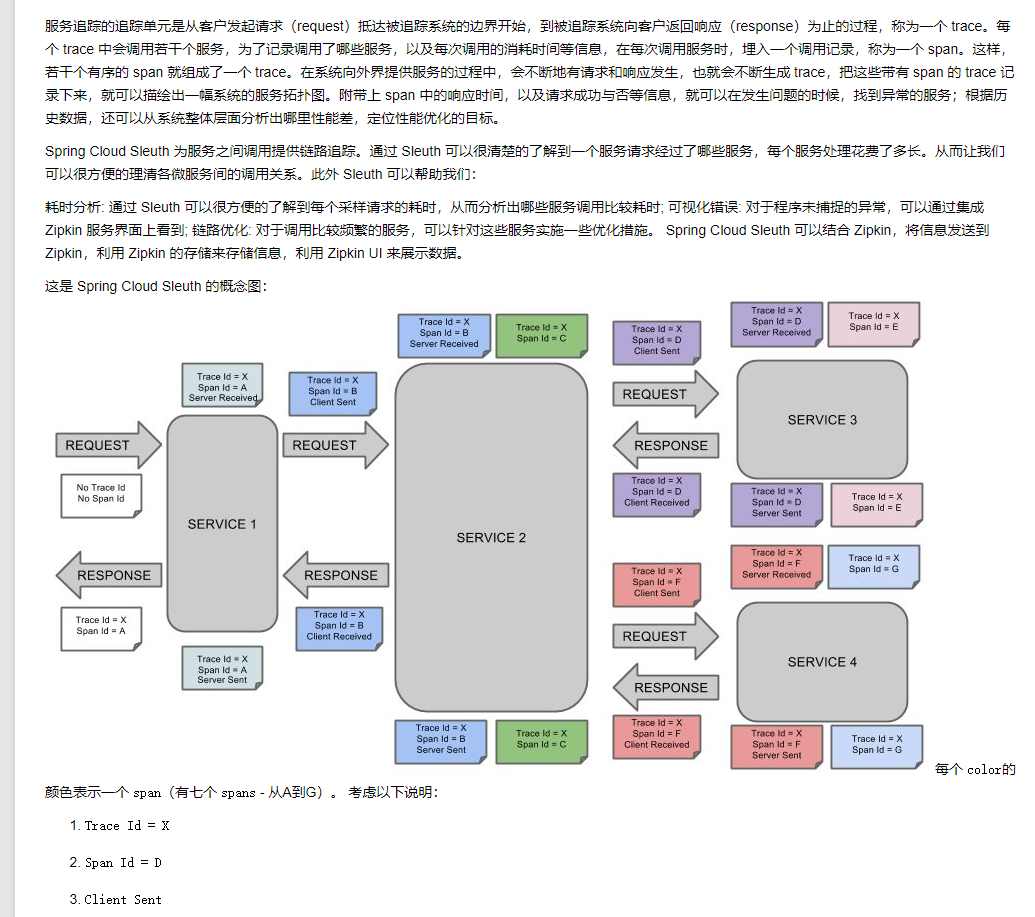 服务追踪的追踪单元是从客户发起请求（request）抵达被追踪系统的边界开始，到被追踪系统向客户返回响应（response）为止的过程，称为一个 trace。每
个 trace 中会调用若干个服务，为了记录调用了哪些服务，以及每次调用的消耗时间等信息，在每次调用服务时，埋入一个调用记录，称为一个 span。这样，
若干个有序的 span 就组成了一个 trace。在系统向外界提供服务的过程中，会不断地有请求和响应发生，也就会不断生成 trace，把这些带有 span 的 trace 记
录下来，就可以描绘出一幅系统的服务拓扑图。附带上 span 中的响应时间，以及请求成功与否等信息，就可以在发生问题的时候，找到异常的服务；根据历
史数据，还可以从系统整体层面分析出哪里性能差，定位性能优化的目标。
Spring Cloud Sleuth 为服务之间调用提供链路追踪。通过 Sleuth 可以很清楚的了解到一个服务请求经过了哪些服务，每个服务处理花费了多长。从而让我们
可以很方便的理清各微服务间的调用关系。此外 Sleuth 可以帮助我们：
耗时分析: 通过 Sleuth 可以很方便的了解到每个采样请求的耗时，从而分析出哪些服务调用比较耗时; 可视化错误: 对于程序未捕捉的异常，可以通过集成
Zipkin 服务界面上看到; 链路优化: 对于调用比较频繁的服务，可以针对这些服务实施一些优化措施。 Spring Cloud Sleuth 可以结合 Zipkin，将信息发送到
Zipkin，利用 Zipkin 的存储来存储信息，利用 Zipkin UI 来展示数据。
这是 Spring Cloud Sleuth 的概念图：
Trace Id = X
Span Id = A
Server Received
REQUEST
No Trace Id
No Span Id
SERVICE 1
RESPONSE
Trace Id = X
Span Id = A
Trace Id = X
Span Id = A
Server Sent
Trace Id = X
Span Id = B
Client Sent
REQUEST
RESPONSE
Trace Id = X
Span Id = B
Client Received
Trace Id = X
Span Id = B
Server Received
Trace Id = X
Span Id = C
SERVICE 2
Trace Id = X
Span Id = B
Server Sent
Trace Id = X
Span Id = C
Trace Id = X
Span Id = D
Client Sent
REQUEST
RESPONSE
Trace Id = X
Span Id = D
Client Received
Trace Id = X
Span Id = D
Server Received
Trace Id = X
Span Id = E
SERVICE 3
Trace Id = X
Span Id = D
Server Sent
Trace Id = X
Span Id = E
Trace Id = X
Span Id = F
Client Sent
REQUEST
RESPONSE
Trace Id = X
Span Id = F
Client Received
Trace Id = X
Span Id = F
Server Received
Trace Id = X
Span Id = G
SERVICE 4
Trace Id = X
Span Id = F
Server Sent
Trace Id = X
Span Id = G
每个 color的
颜色表示一个 span（有七个 spans - 从A到G）。 考虑以下说明：
1. Trace Id = X
2. Span Id = D
3. Client Sent